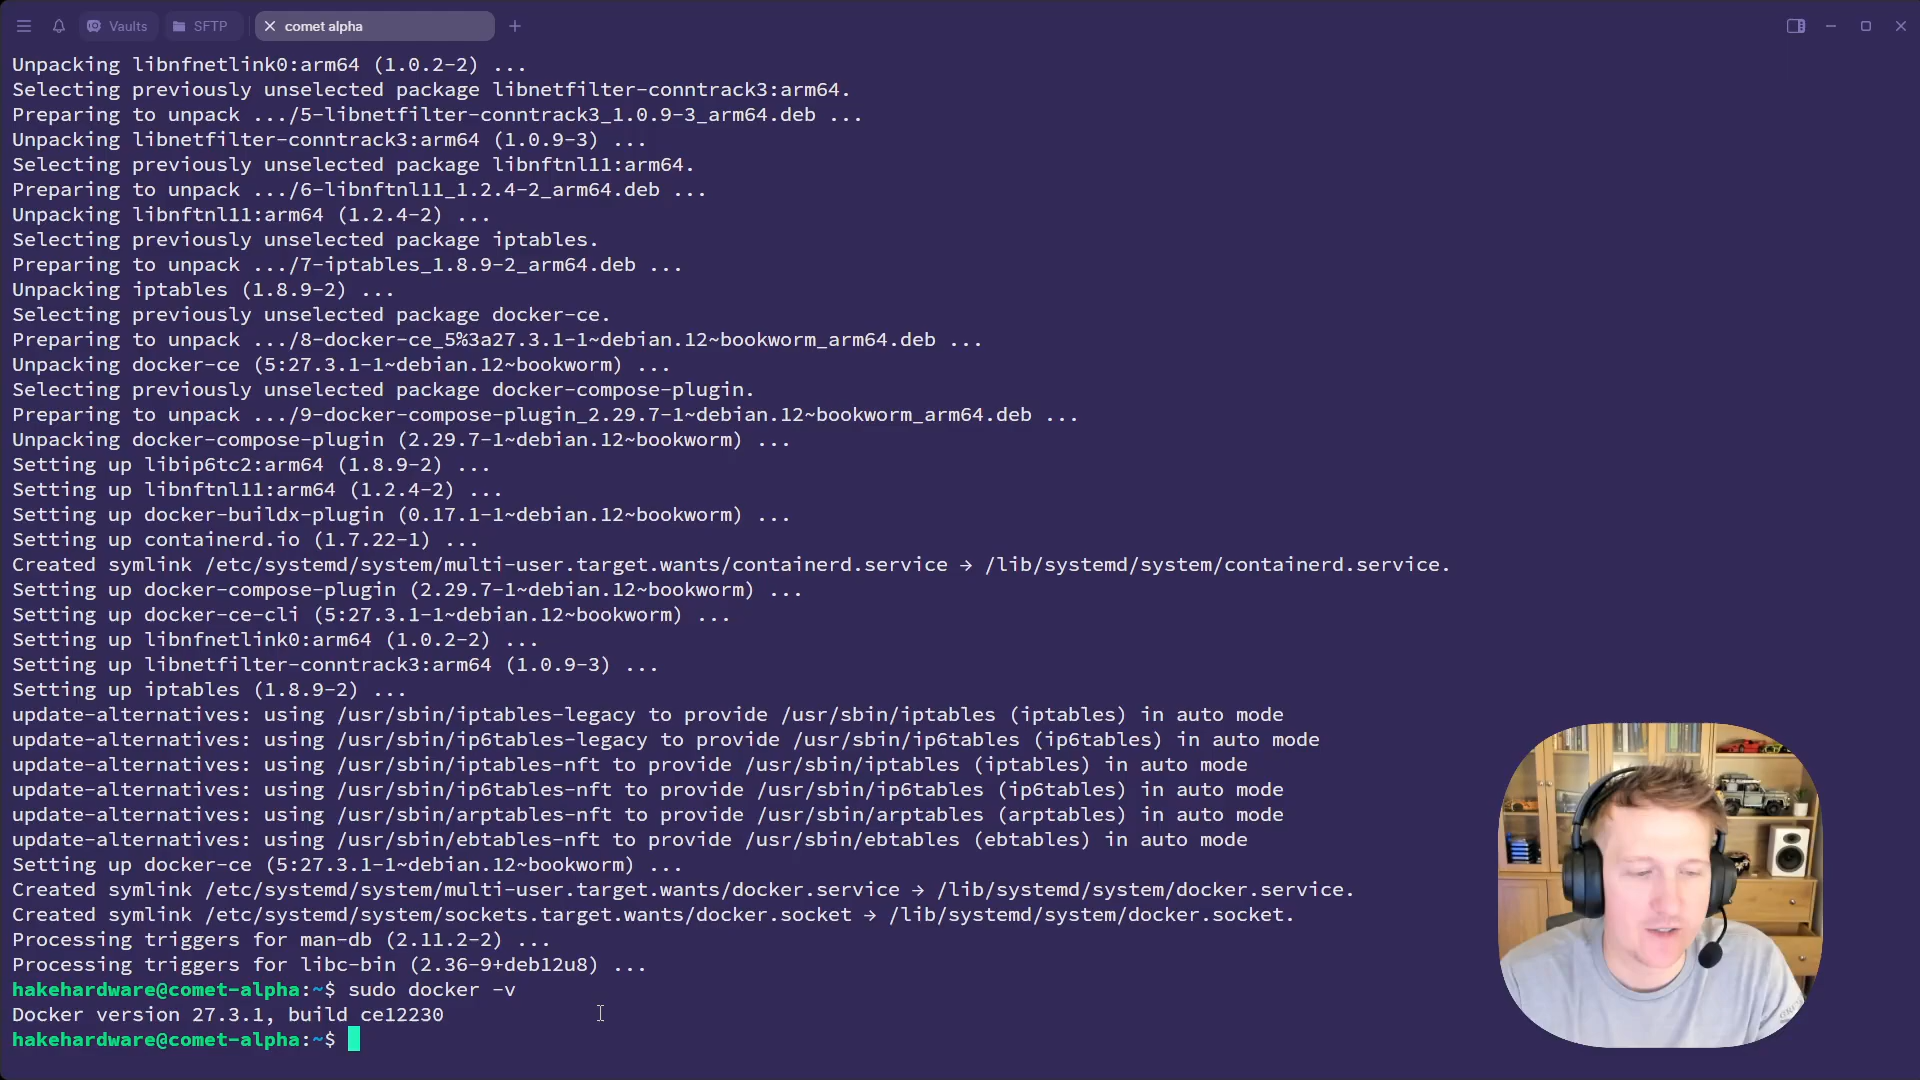 Vaults
SFTP
comet alpha
Unpacking libnfnetlink0:arm64 (1.0.2-2) ...
Selecting previously unselected package libnetfilter-conntrack3:arm64.
Preparing to unpack .../5-libnetfilter-conntrack3_1.0.9-3_arm64.deb ...
Unpacking libnetfilter-conntrack3:arm64 (1.0.9-3) ...
Selecting previously unselected package libnftnl11:arm64.
Preparing to unpack .../6-libnftnl11_1.2.4-2_arm64.deb ...
Unpacking libnftnl11:arm64 (1.2.4-2) ...
Selecting previously unselected package iptables.
Preparing to unpack .../7-iptables_1.8.9-2_arm64.deb ...
Unpacking iptables (1.8.9-2) ...
Selecting previously unselected package docker-ce.
Preparing to unpack .../8-docker-ce_5%3a27.3.1-1~debian.12~bookworm_arm64.deb ...
Unpacking docker-ce (5:27.3.1-1~debian.12~bookworm) ...
Selecting previously unselected package docker-compose-plugin.
Preparing to unpack .../9-docker-compose-plugin_2.29.7-1~debian.12~bookworm_arm64.deb ...
Unpacking docker-compose-plugin (2.29.7-1~debian.12~bookworm) ...
Setting up libip6tc2:arm64 (1.8.9-2) ...
Setting up libnftnl11:arm64 (1.2.4-2) ...
Setting up docker-buildx-plugin (0.17.1-1~debian.12~bookworm) ...
Setting up containerd.io (1.7.22-1) ...
Created symlink /etc/systemd/system/multi-user.target.wants/containerd.service → /lib/systemd/system/containerd.service.
Setting up docker-compose-plugin (2.29.7-1~debian.12~bookworm) ...
Setting up docker-ce-cli (5:27.3.1-1~debian.12~bookworm) ...
Setting up libnfnetlink0:arm64 (1.0.2-2) ...
Setting up libnetfilter-conntrack3:arm64 (1.0.9-3) ...
Setting up iptables (1.8.9-2) ...
update-alternatives: using /usr/sbin/iptables-legacy to provide /usr/sbin/iptables (iptables) in auto mode
update-alternatives: using /usr/sbin/ip6tables-legacy to provide /usr/sbin/ip6tables (ip6tables) in auto mode
update-alternatives: using /usr/sbin/iptables-nft to provide /usr/sbin/iptables (iptables) in auto mode
update-alternatives: using /usr/sbin/ip6tables-nft to provide /usr/sbin/ip6tables (ip6tables) in auto mode
update-alternatives: using /usr/sbin/arptables-nft to provide /usr/sbin/arptables (arptables) in auto mode
update-alternatives: using /usr/sbin/ebtables-nft to provide /usr/sbin/ebtables (ebtables) in auto mode
Setting up docker-ce (5:27.3.1-1~debian.12~bookworm) ...
Created symlink /etc/systemd/system/multi-user.target.wants/docker.service → /lib/systemd/system/docker.service.
Created symlink /etc/systemd/system/sockets.target.wants/docker.socket → /lib/systemd/system/docker.socket.
Processing triggers for man-db (2.11.2-2) ...
Processing triggers for libc-bin (2.36-9+deb12u8) ...
hakehardware@comet-alpha:~$ sudo docker -v
Docker version 27.3.1, build ce12230
hakehardware@comet-alpha:~$